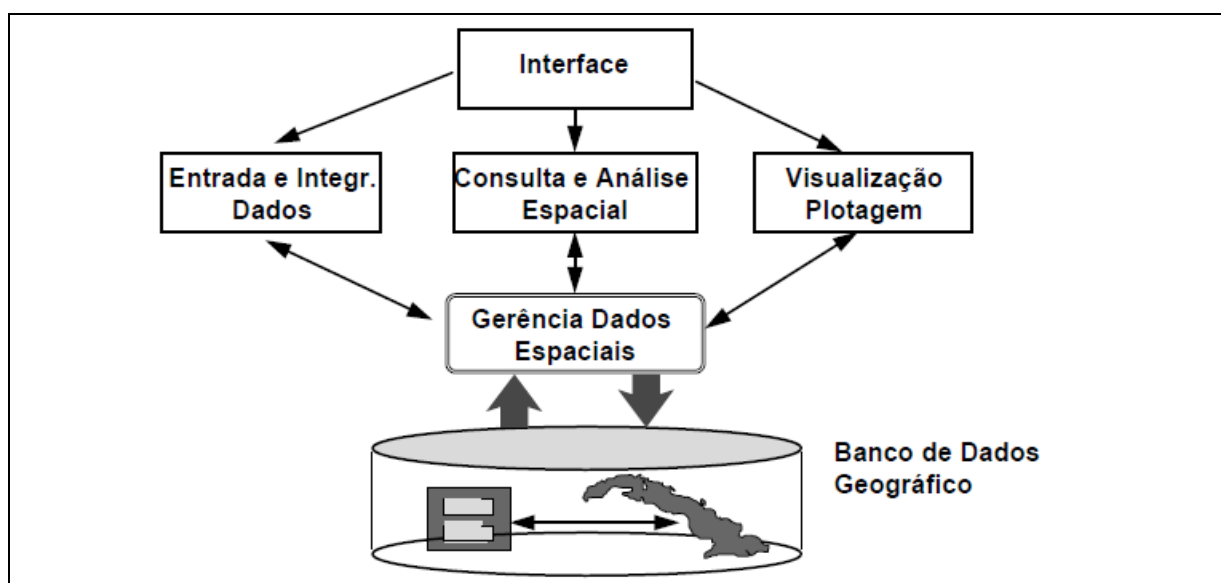 Interface
Entrada e Integr.
Dados
Consulta e Análise
Espacial
Visualização
Plotagem
Gerência Dados
Espaciais
Banco de Dados
Geográfico